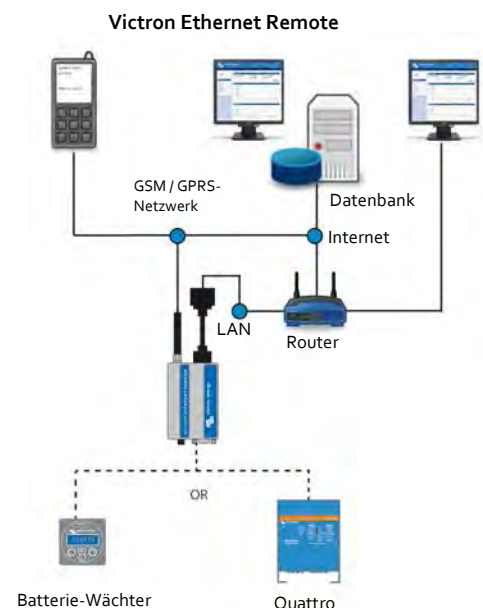 Victron Ethernet Remote
GSM / GPRS-
Netzwerk
Datenbank
Internet
LAN
Router
OR
Batterie-Wächter
Quattro